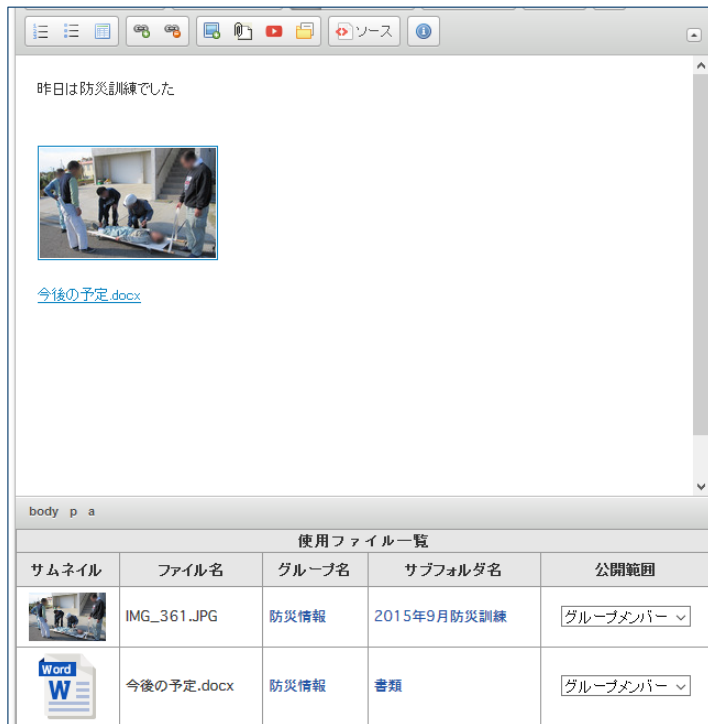 ソース
昨日は防災訓練でした
今後の予定.docx
body p a
使用ファイル一覧
サムネイル ファイル名 グループ名 サブフォルダ名 公開範囲
IMG_361.JPG 防災情報 2015年9月防災訓練 グループメンバー
Word
W
今後の予定.docx 防災情報 書類 グループメンバー